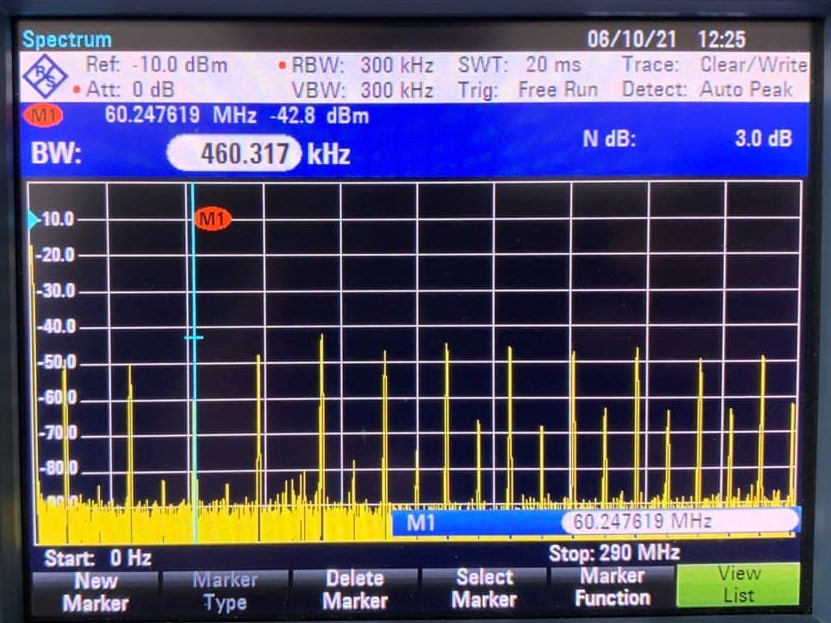 Spectrum 06/10/21 12:25
R S Ref: -10.0 dBm • RBW: 300 kHz SWT: 20 ms Trace: Clear/Write
• Att: 0 dB VBW: 300 kHz Trig: Free Run Detect: Auto Peak
M1 60.247619 MHz -42.8 dBm
BW: 460.317 kHz N dB: 3.0 dB
M1
-10.0
-20.0
-30.0
-40.0
-50.0
-60.0
-70.0
-80.0
-90.0
M1 60.247619 MHz
Start: 0 Hz Stop: 290 MHz
New Marker Delete Select Marker View
Marker Type Marker Marker Function List